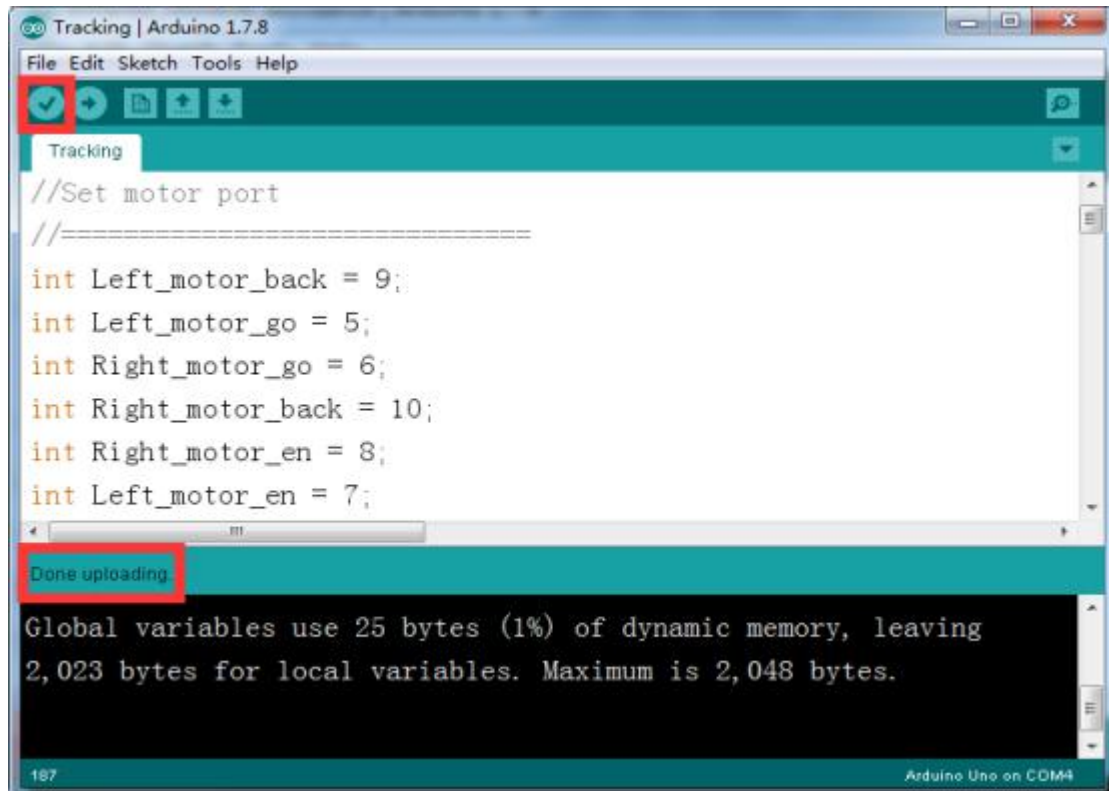 Tracking | Arduino 1.7.8
File Edit Sketch Tools Help
Tracking
//Set motor port
//==============================
int Left_motor_back = 9;
int Left_motor_go = 5;
int Right_motor_go = 6;
int Right_motor_back = 10;
int Right_motor_en = 8;
int Left_motor_en = 7;
Done uploading.
Global variables use 25 bytes (1%) of dynamic memory, leaving
2,023 bytes for local variables. Maximum is 2,048 bytes.
187
Arduino Uno on COM4